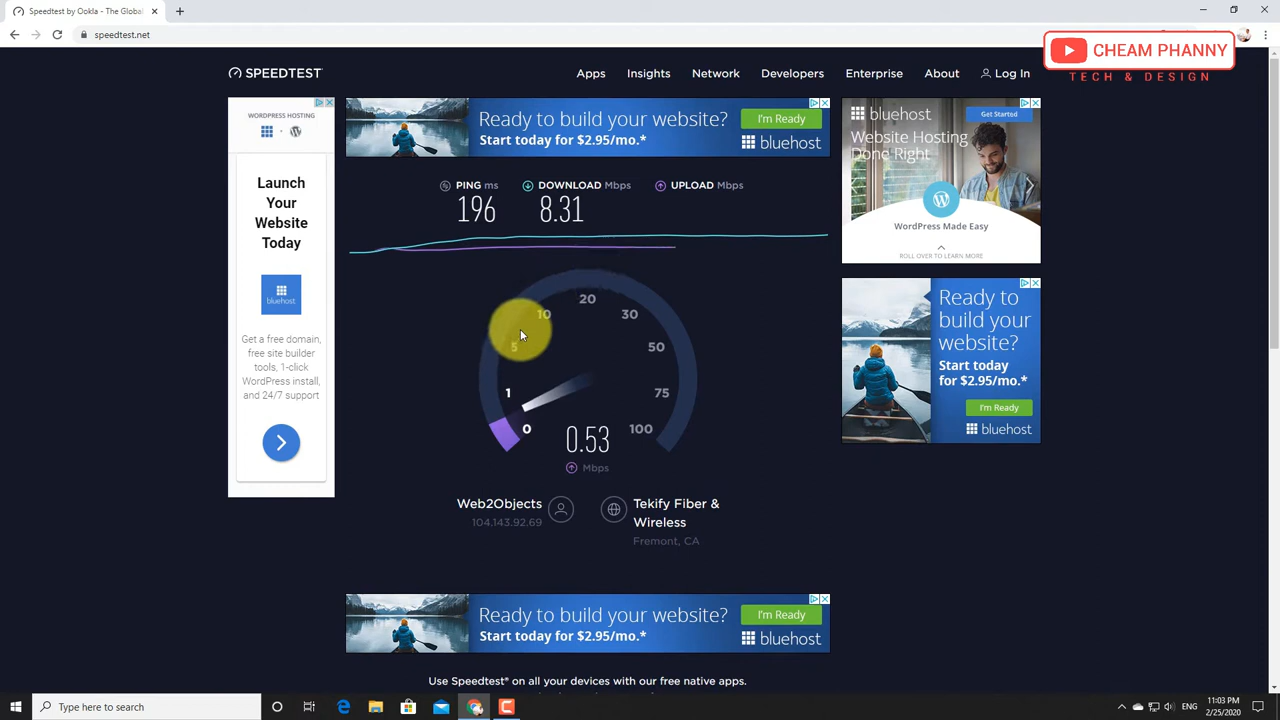 Speedtest by Ookla - The Global
speedtest.net
CHEAM PHANNY
TECH & DESIGN
SPEEDTEST
Apps
Insights
Network
Developers
Enterprise
About
Log In
WORDPRESS HOSTING
Launch
Your
Website
Today
bluehost
Get a free domain,
free site builder
tools, 1-click
WordPress install,
and 24/7 support
Ready to build your website?
Start today for $2.95/mo.*
I'm Ready
bluehost
bluehost
Get Started
Website Hosting
Done Right
WordPress Made Easy
ROLL OVER TO LEARN MORE
PING ms
196
DOWNLOAD Mbps
8.31
UPLOAD Mbps
0
1
5
10
20
30
50
75
100
0.53
Mbps
Web2Objects
104.143.92.69
Tekify Fiber &
Wireless
Fremont, CA
Ready to
build your
website?
Start today
for $2.95/mo.*
I'm Ready
bluehost
Ready to build your website?
Start today for $2.95/mo.*
I'm Ready
bluehost
Use Speedtest® on all your devices with our free native apps.
Type here to search
ENG
11:03 PM
2/25/2020